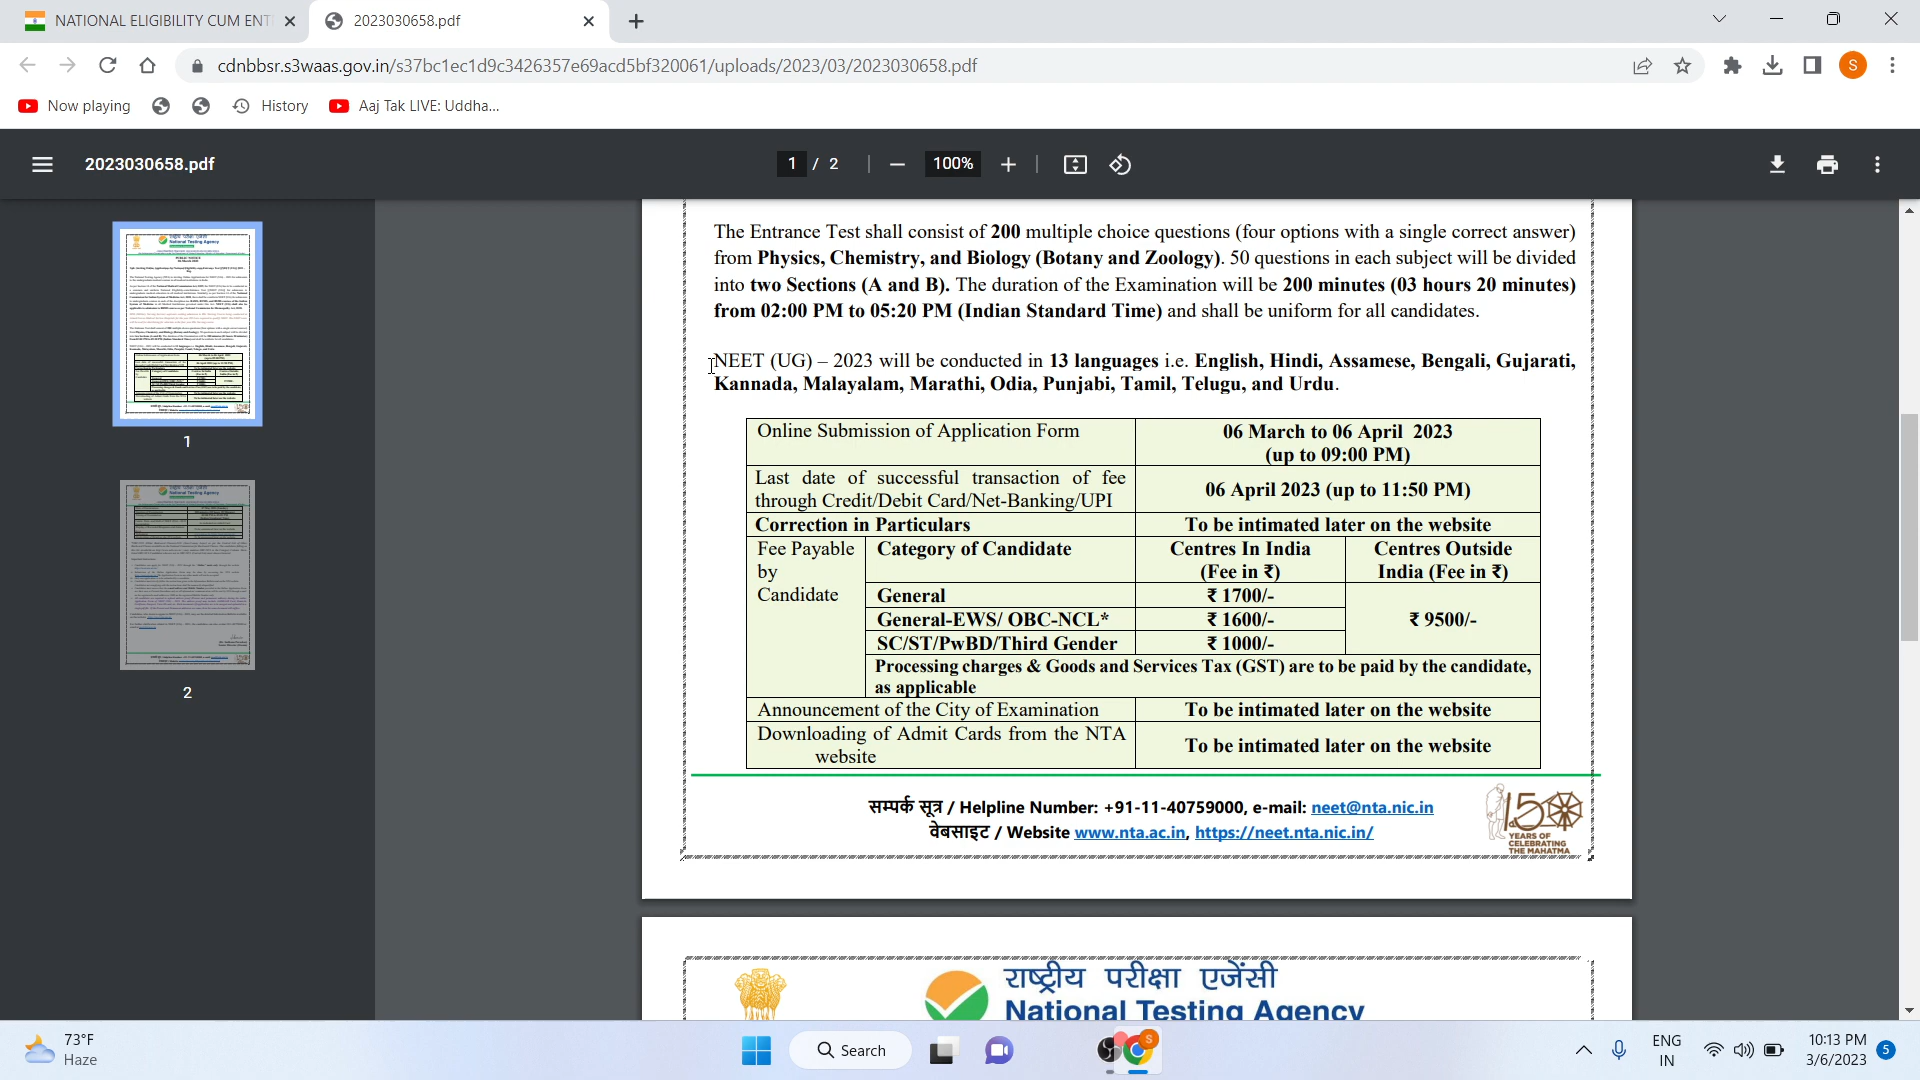 NATIONAL ELIGIBILITY CUM ENT
2023030658.pdf
cdnbbsr.s3waas.gov.in/s37bc1ec1d9c3426357e69acd5bf320061/uploads/2023/03/2023030658.pdf
S
Now playing
History
Aaj Tak LIVE: Uddha...
2023030658.pdf
1 / 2
100%
The Entrance Test shall consist of 200 multiple choice questions (four options with a single correct answer)
from Physics, Chemistry, and Biology (Botany and Zoology). 50 questions in each subject will be divided
into two Sections (A and B). The duration of the Examination will be 200 minutes (03 hours 20 minutes)
from 02:00 PM to 05:20 PM (Indian Standard Time) and shall be uniform for all candidates.
NEET (UG) – 2023 will be conducted in 13 languages i.e. English, Hindi, Assamese, Bengali, Gujarati,
Kannada, Malayalam, Marathi, Odia, Punjabi, Tamil, Telugu, and Urdu.
Online Submission of Application Form
06 March to 06 April 2023
(up to 09:00 PM)
Last date of successful transaction of fee
through Credit/Debit Card/Net-Banking/UPI
06 April 2023 (up to 11:50 PM)
Correction in Particulars
To be intimated later on the website
Fee Payable
by
Candidate
Category of Candidate
Centres In India
(Fee in ₹)
Centres Outside
India (Fee in ₹)
General
₹ 1700/-
General-EWS/ OBC-NCL*
₹ 1600/-
₹ 9500/-
SC/ST/PwBD/Third Gender
₹ 1000/-
Processing charges & Goods and Services Tax (GST) are to be paid by the candidate,
as applicable
Announcement of the City of Examination
To be intimated later on the website
Downloading of Admit Cards from the NTA
website
To be intimated later on the website
सम्पर्क सूत्र / Helpline Number: +91-11-40759000, e-mail: neet@nta.nic.in
वेबसाइट / Website www.nta.ac.in, https://neet.nta.nic.in/
150
YEARS OF
CELEBRATING
THE MAHATMA
राष्ट्रीय परीक्षा एजेंसी
National Testing Agency
National Testing Agency
1
National Testing Agency
2
73°F
Haze
Search
S
ENG
IN
10:13 PM
3/6/2023
5